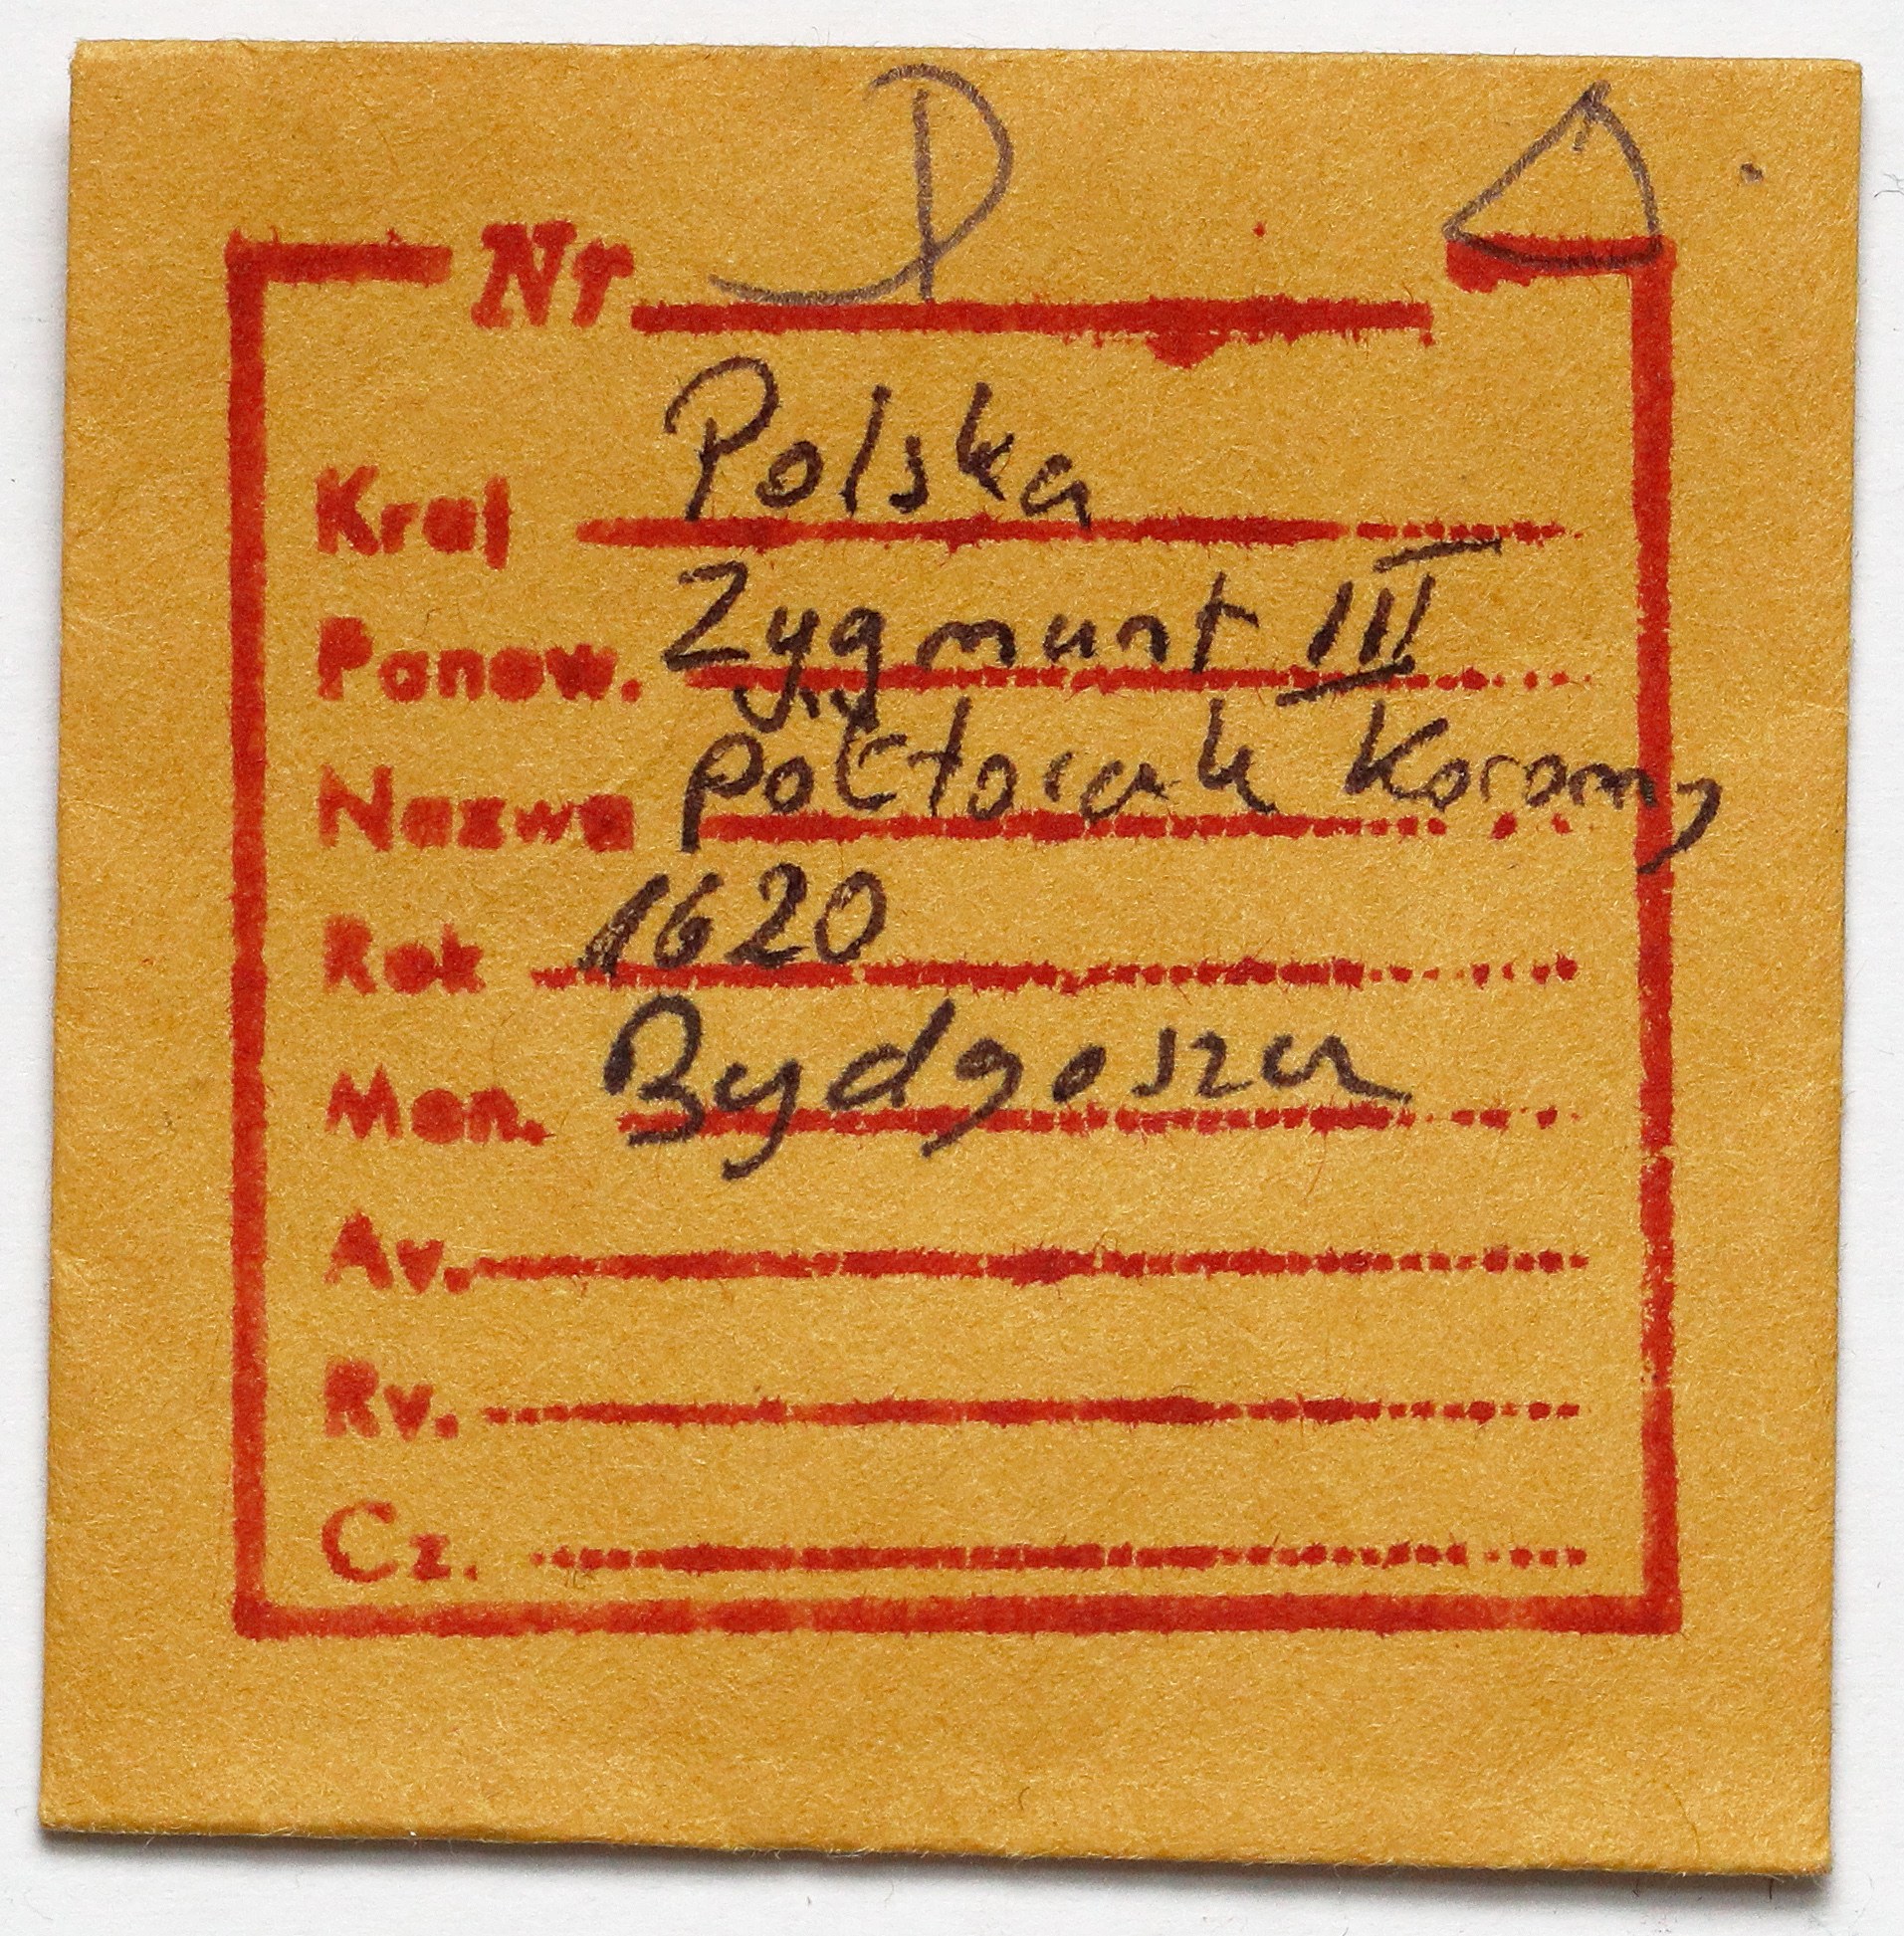 Nr D
Kraj Polska
Panow. Zygmunt III
Nazwa Półtorak Koronny
Rok 1620
Men. Bydgoszcz
Av.
Rv.
Cz.